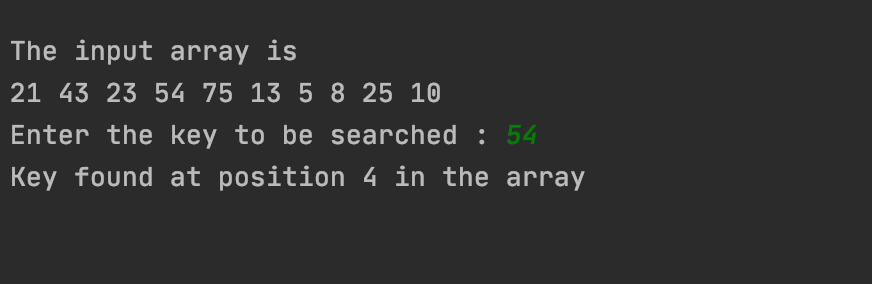 The input array is
21 43 23 54 75 13 5 8 25 10
Enter the key to be searched : 54
Key found at position 4 in the array